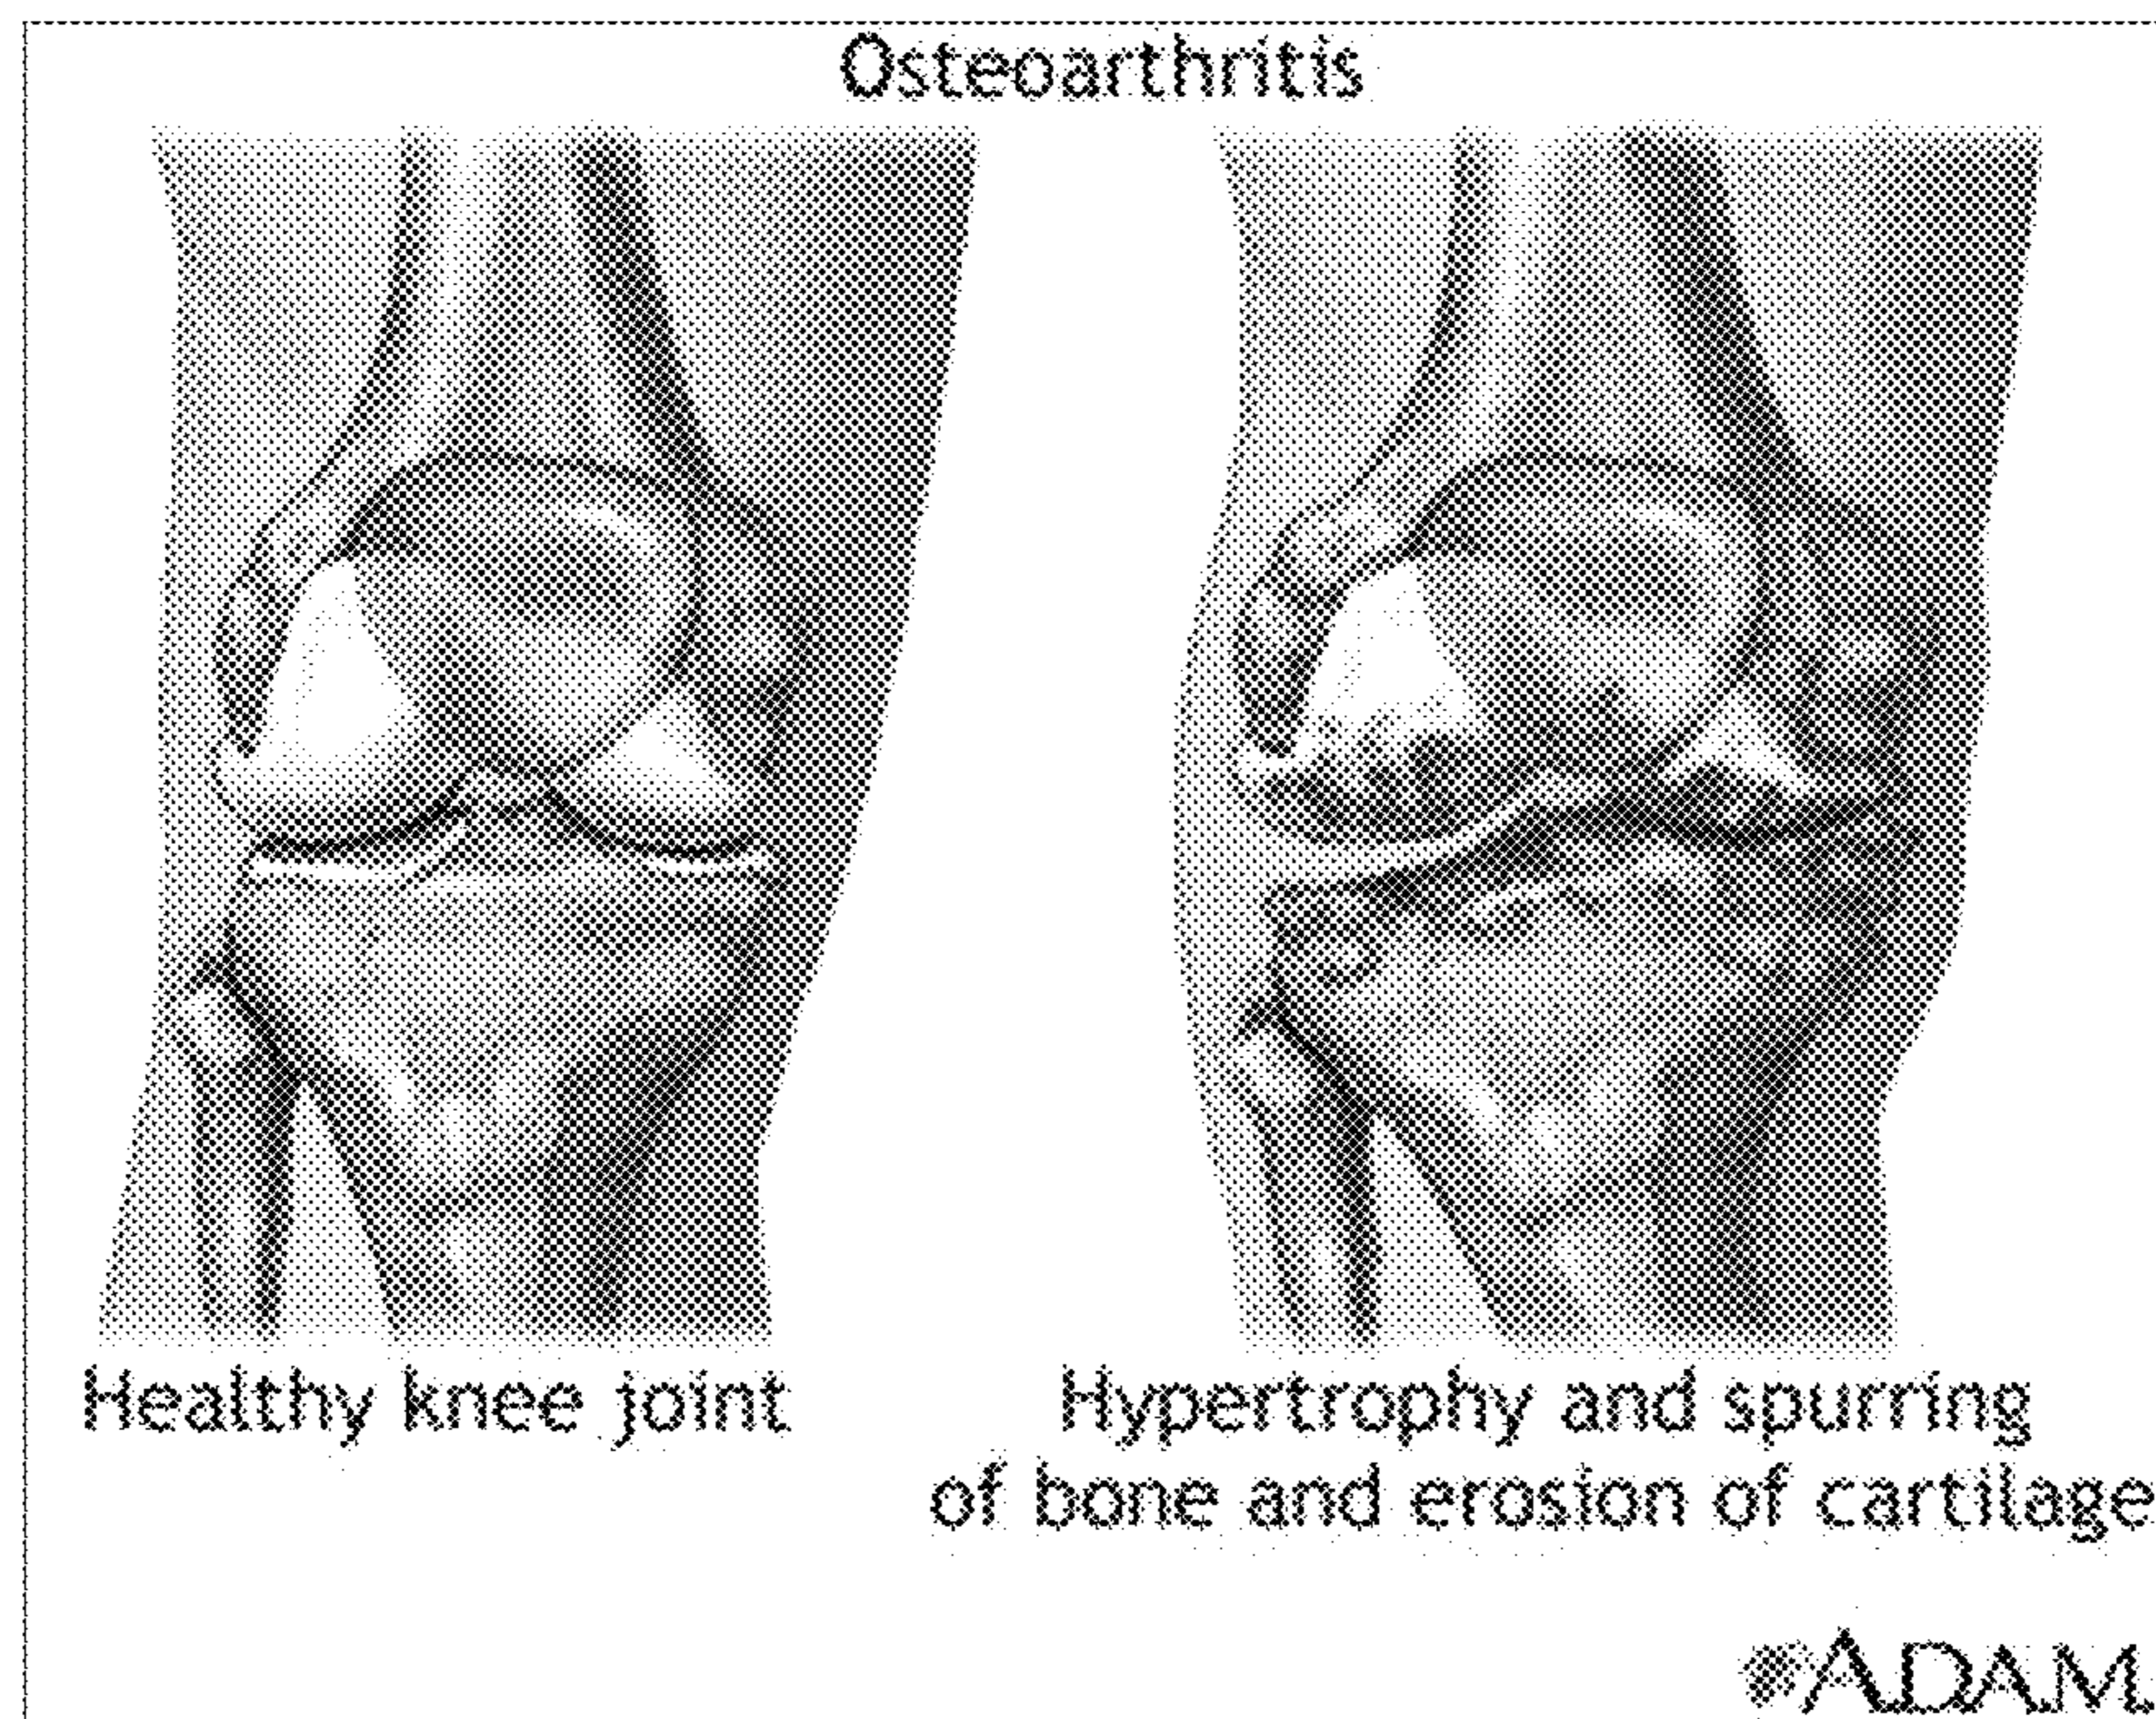 Osteoarthritis
Healthy knee joint
Hypertrophy and spurring
of bone and erosion of cartilage
ADAM.